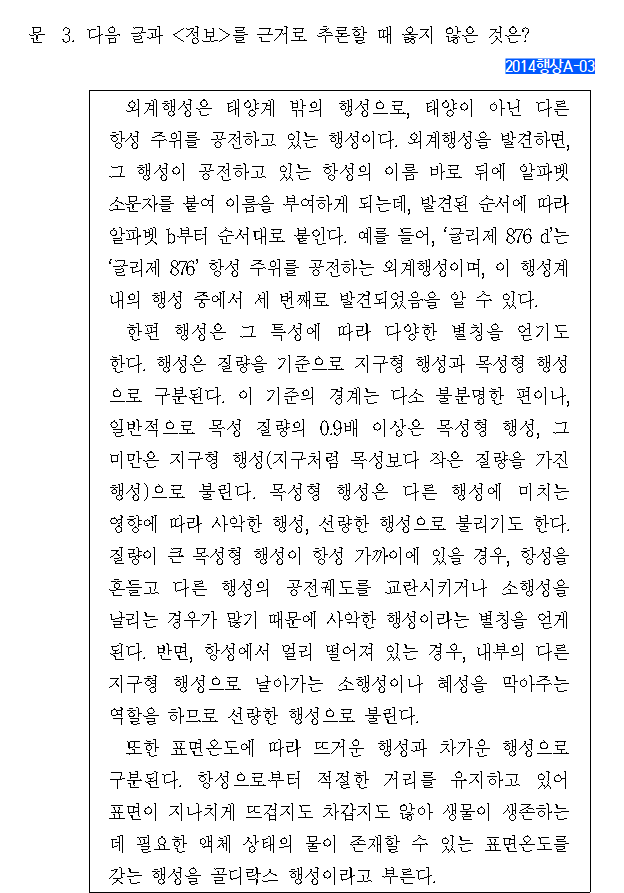 문 3. 다음 글과 <정보>를 근거로 추론할 때 옳지 않은 것은?
2014행상A-03
외계행성은 태양계 밖의 행성으로, 태양이 아닌 다른
항성 주위를 공전하고 있는 행성이다. 외계행성을 발견하면,
그 행성이 공전하고 있는 항성의 이름 바로 뒤에 알파벳
소문자를 붙여 이름을 부여하게 되는데, 발견된 순서에 따라
알파벳 b부터 순서대로 붙인다. 예를 들어, ‘글리제 876 d’는
‘글리제 876’ 항성 주위를 공전하는 외계행성이며, 이 행성계
내의 행성 중에서 세 번째로 발견되었음을 알 수 있다.
한편 행성은 그 특성에 따라 다양한 별칭을 얻기도
한다. 행성은 질량을 기준으로 지구형 행성과 목성형 행성
으로 구분된다. 이 기준의 경계는 다소 불분명한 편이나,
일반적으로 목성 질량의 0.9배 이상은 목성형 행성, 그
미만은 지구형 행성(지구처럼 목성보다 작은 질량을 가진
행성)으로 불린다. 목성형 행성은 다른 행성에 미치는
영향에 따라 사악한 행성, 선량한 행성으로 불리기도 한다.
질량이 큰 목성형 행성이 항성 가까이에 있을 경우, 항성을
흔들고 다른 행성의 공전궤도를 교란시키거나 소행성을
날리는 경우가 많기 때문에 사악한 행성이라는 별칭을 얻게
된다. 반면, 항성에서 멀리 떨어져 있는 경우, 내부의 다른
지구형 행성으로 날아가는 소행성이나 혜성을 막아주는
역할을 하므로 선량한 행성으로 불린다.
또한 표면온도에 따라 뜨거운 행성과 차가운 행성으로
구분된다. 항성으로부터 적절한 거리를 유지하고 있어
표면이 지나치게 뜨겁지도 차갑지도 않아 생물이 생존하는
데 필요한 액체 상태의 물이 존재할 수 있는 표면온도를
갖는 행성을 골디락스 행성이라고 부른다.